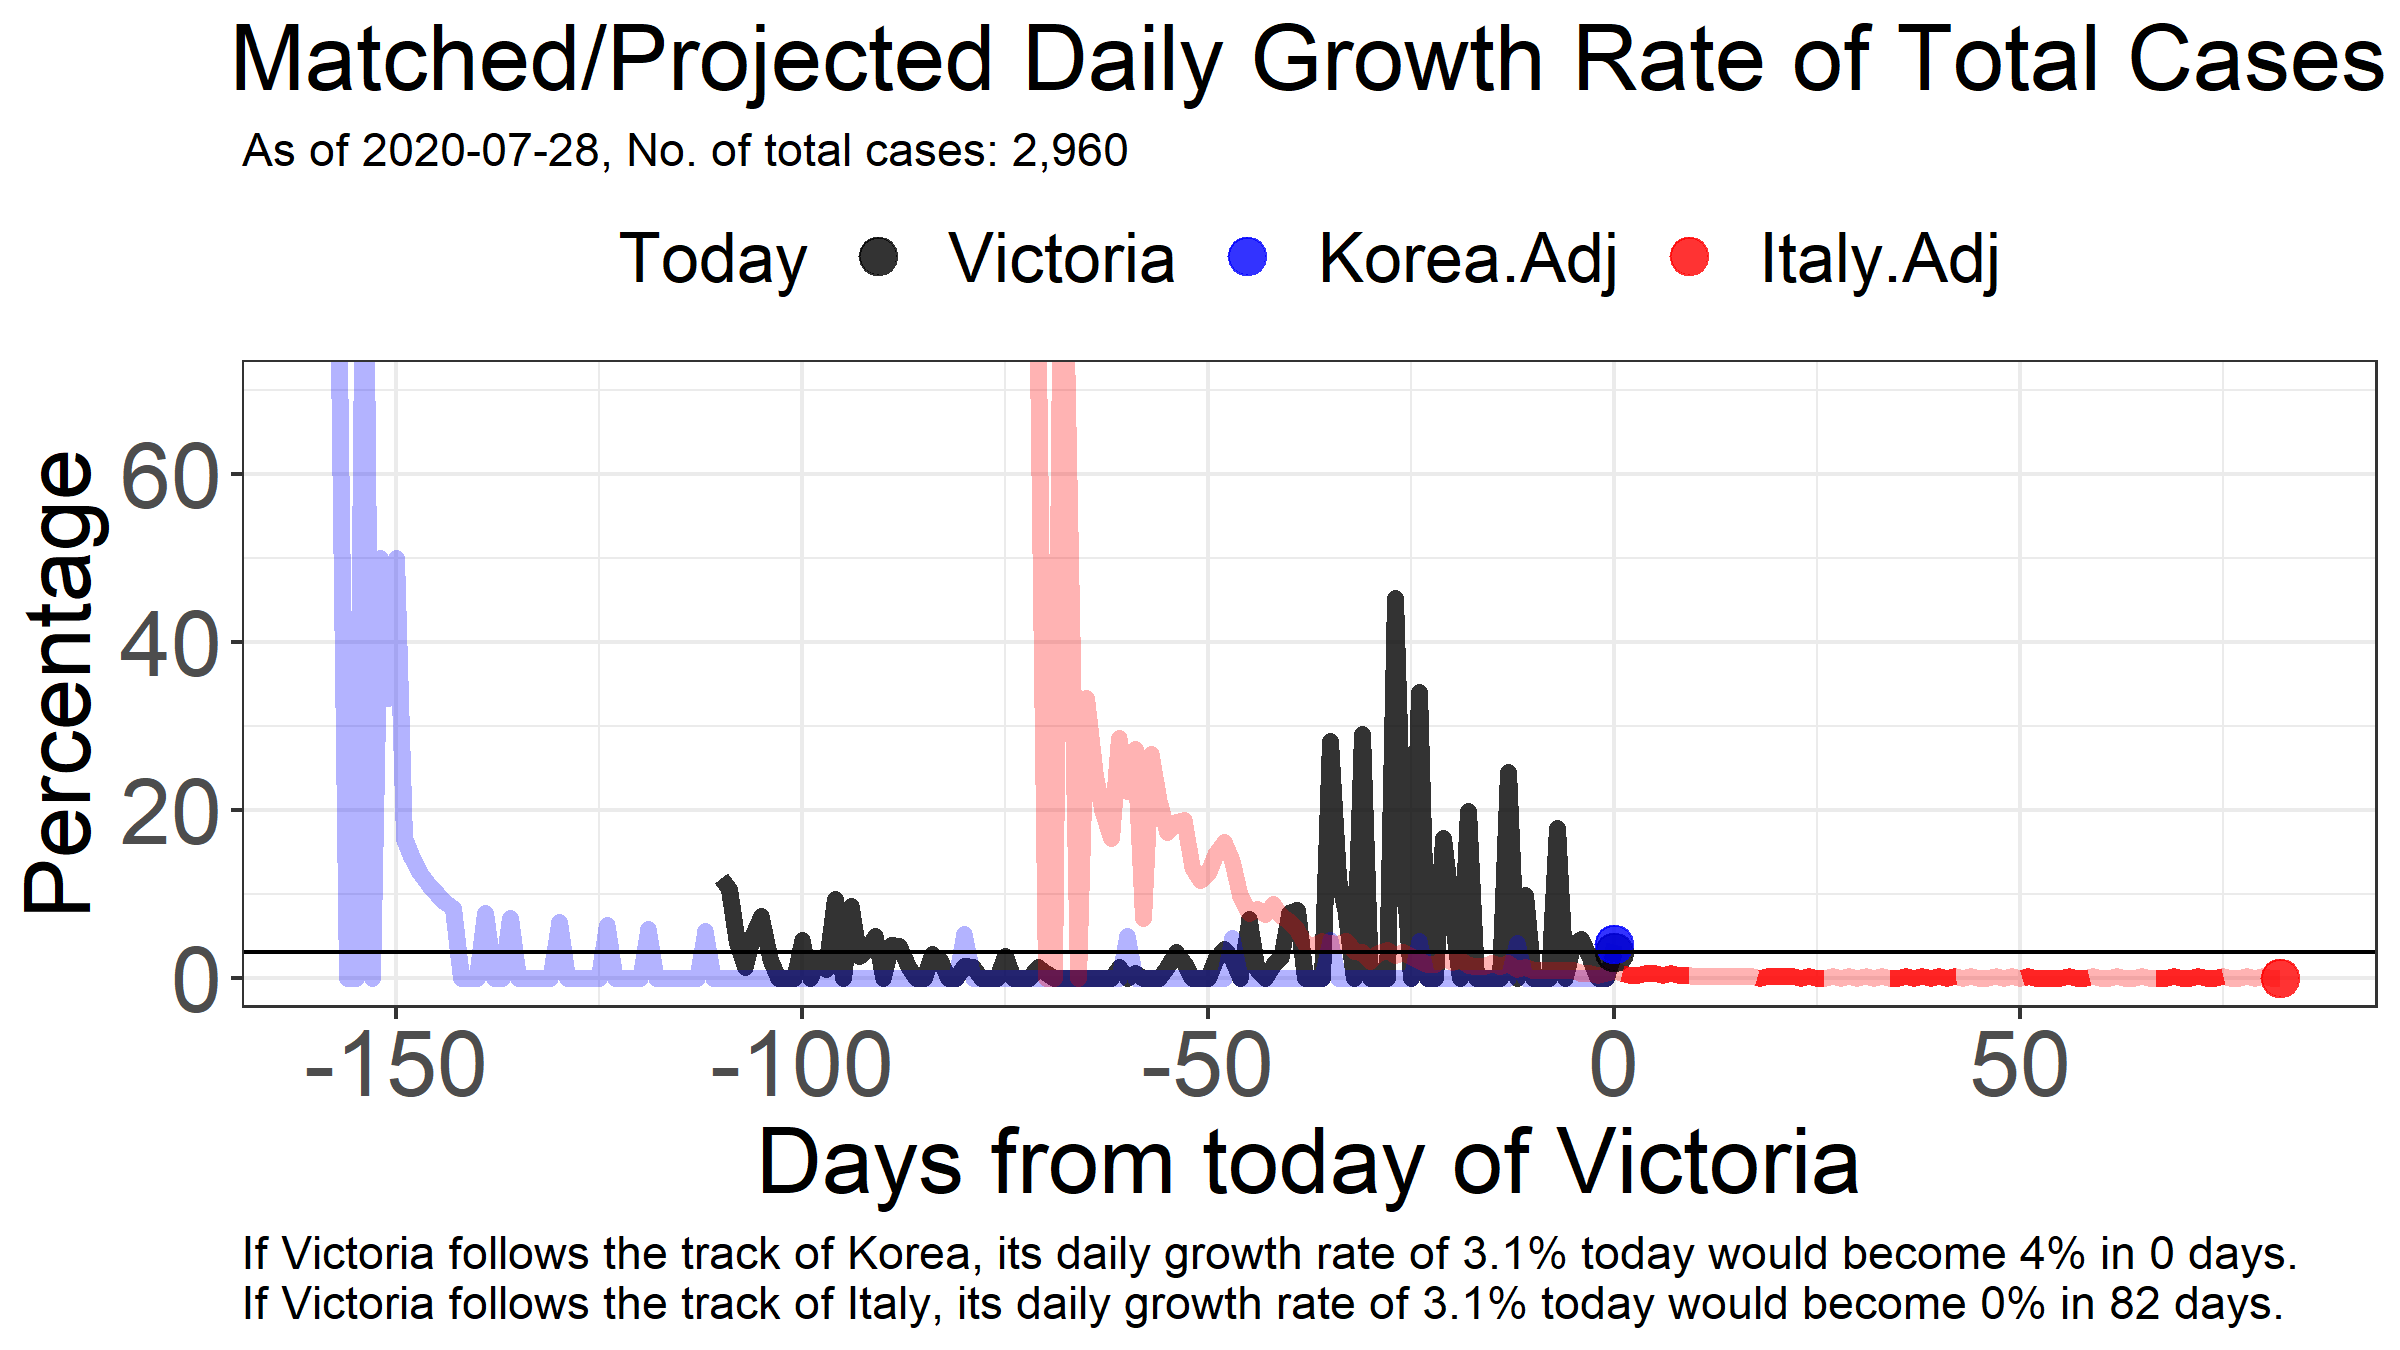 Matched/Projected Daily Growth Rate of Total Cases
As of 2020-07-28, No. of total cases: 2,960
Today Victoria Korea.Adj Italy.Adj
Percentage
60
40
20
0
-150 -100 -50 0 50
Days from today of Victoria
If Victoria follows the track of Korea, its daily growth rate of 3.1% today would become 4% in 0 days.
If Victoria follows the track of Italy, its daily growth rate of 3.1% today would become 0% in 82 days.